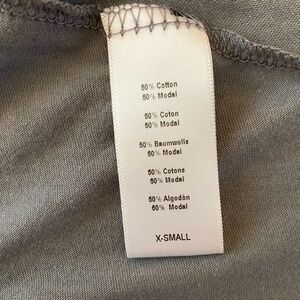 50% Cotton
50% Modal
50% Coton
50% Modal
50% Baumwolle
50% Modal
50% Cotone
50% Modal
50% Algodón
50% Modal
X-SMALL